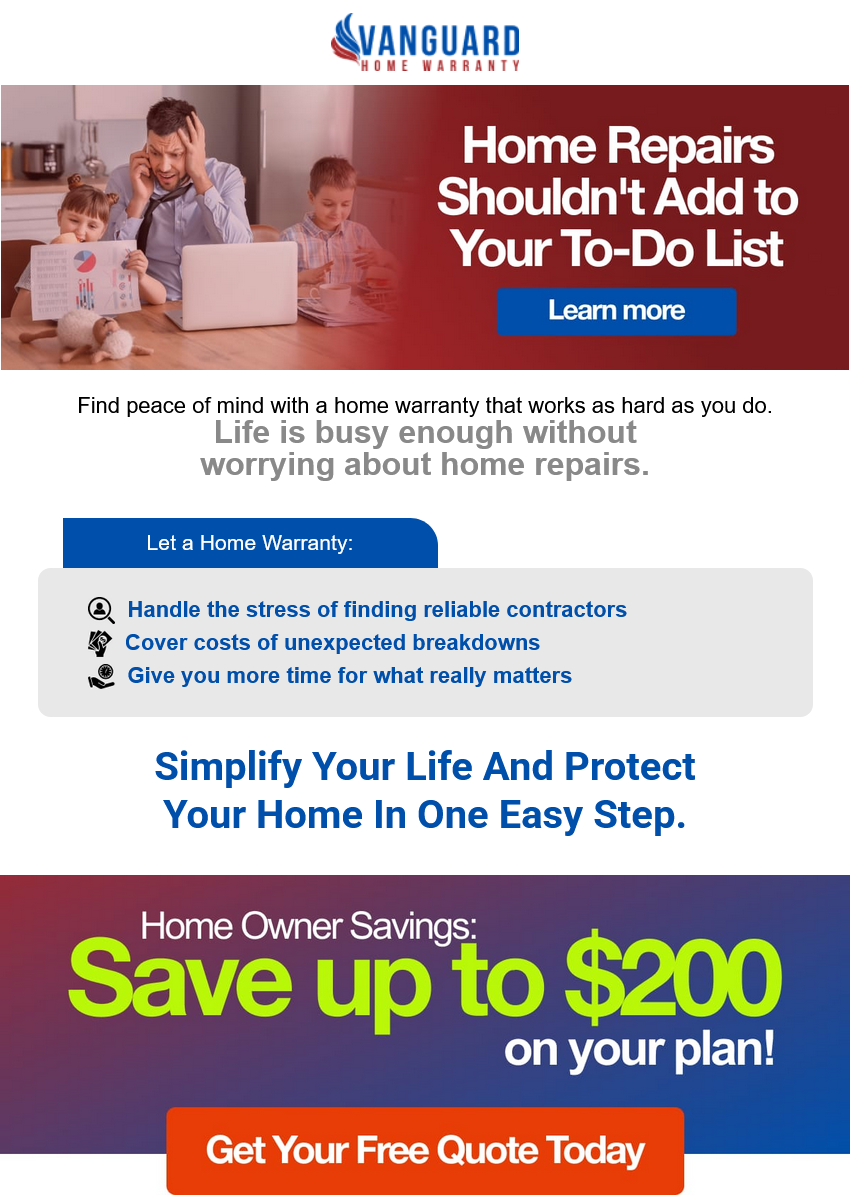 VANGUARD
HOME WARRANTY
Home Repairs
Shouldn't Add to
Your To-Do List
Learn more
Find peace of mind with a home warranty that works as hard as you do.
Life is busy enough without
worrying about home repairs.
Let a Home Warranty:
Handle the stress of finding reliable contractors
Cover costs of unexpected breakdowns
Give you more time for what really matters
Simplify Your Life And Protect
Your Home In One Easy Step.
Home Owner Savings:
Save up to $200
on your plan!
Get Your Free Quote Today